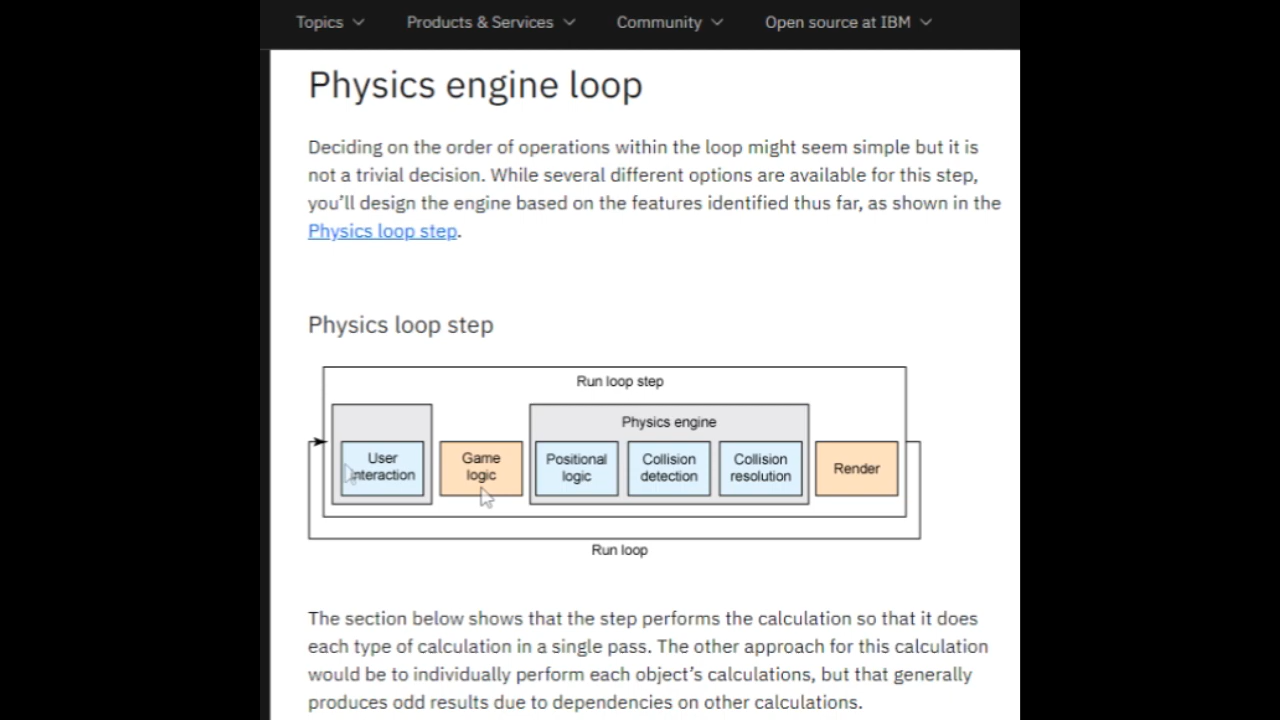 Topics Products & Services Community Open source at IBM
Physics engine loop
Deciding on the order of operations within the loop might seem simple but it is
not a trivial decision. While several different options are available for this step,
you’ll design the engine based on the features identified thus far, as shown in the
Physics loop step.
Physics loop step
Run loop step
Physics engine
User
interaction
Game
logic
Positional
logic
Collision
detection
Collision
resolution
Render
Run loop
The section below shows that the step performs the calculation so that it does
each type of calculation in a single pass. The other approach for this calculation
would be to individually perform each object’s calculations, but that generally
produces odd results due to dependencies on other calculations.